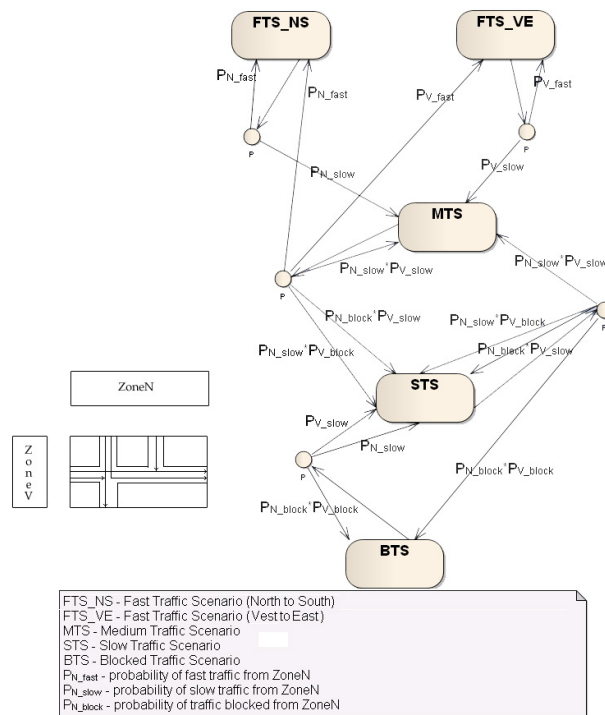 FTS_NS
FTS_VE
PN_fast
PN_fast
PV_fast
PV_fast
P
P
PN_slow
PV_slow
MTS
PN_slow*PV_slow
PN_slow*PV_slow
P
P
PN_block*PV_slow
PN_slow*PV_block
PN_slow*PV_block
PN_block*PV_slow
ZoneN
STS
PV_slow
PN_slow
ZoneV
P
PN_block*PV_block
PN_block*PV_block
BTS
FTS_NS - Fast Traffic Scenario (North to South)
FTS_VE - Fast Traffic Scenario (Vest to East)
MTS - Medium Traffic Scenario
STS - Slow Traffic Scenario
BTS - Blocked Traffic Scenario
PN_fast - probability of fast traffic from ZoneN
PN_slow - probability of slow traffic from ZoneN
PN_block - probability of traffic blocked from ZoneN